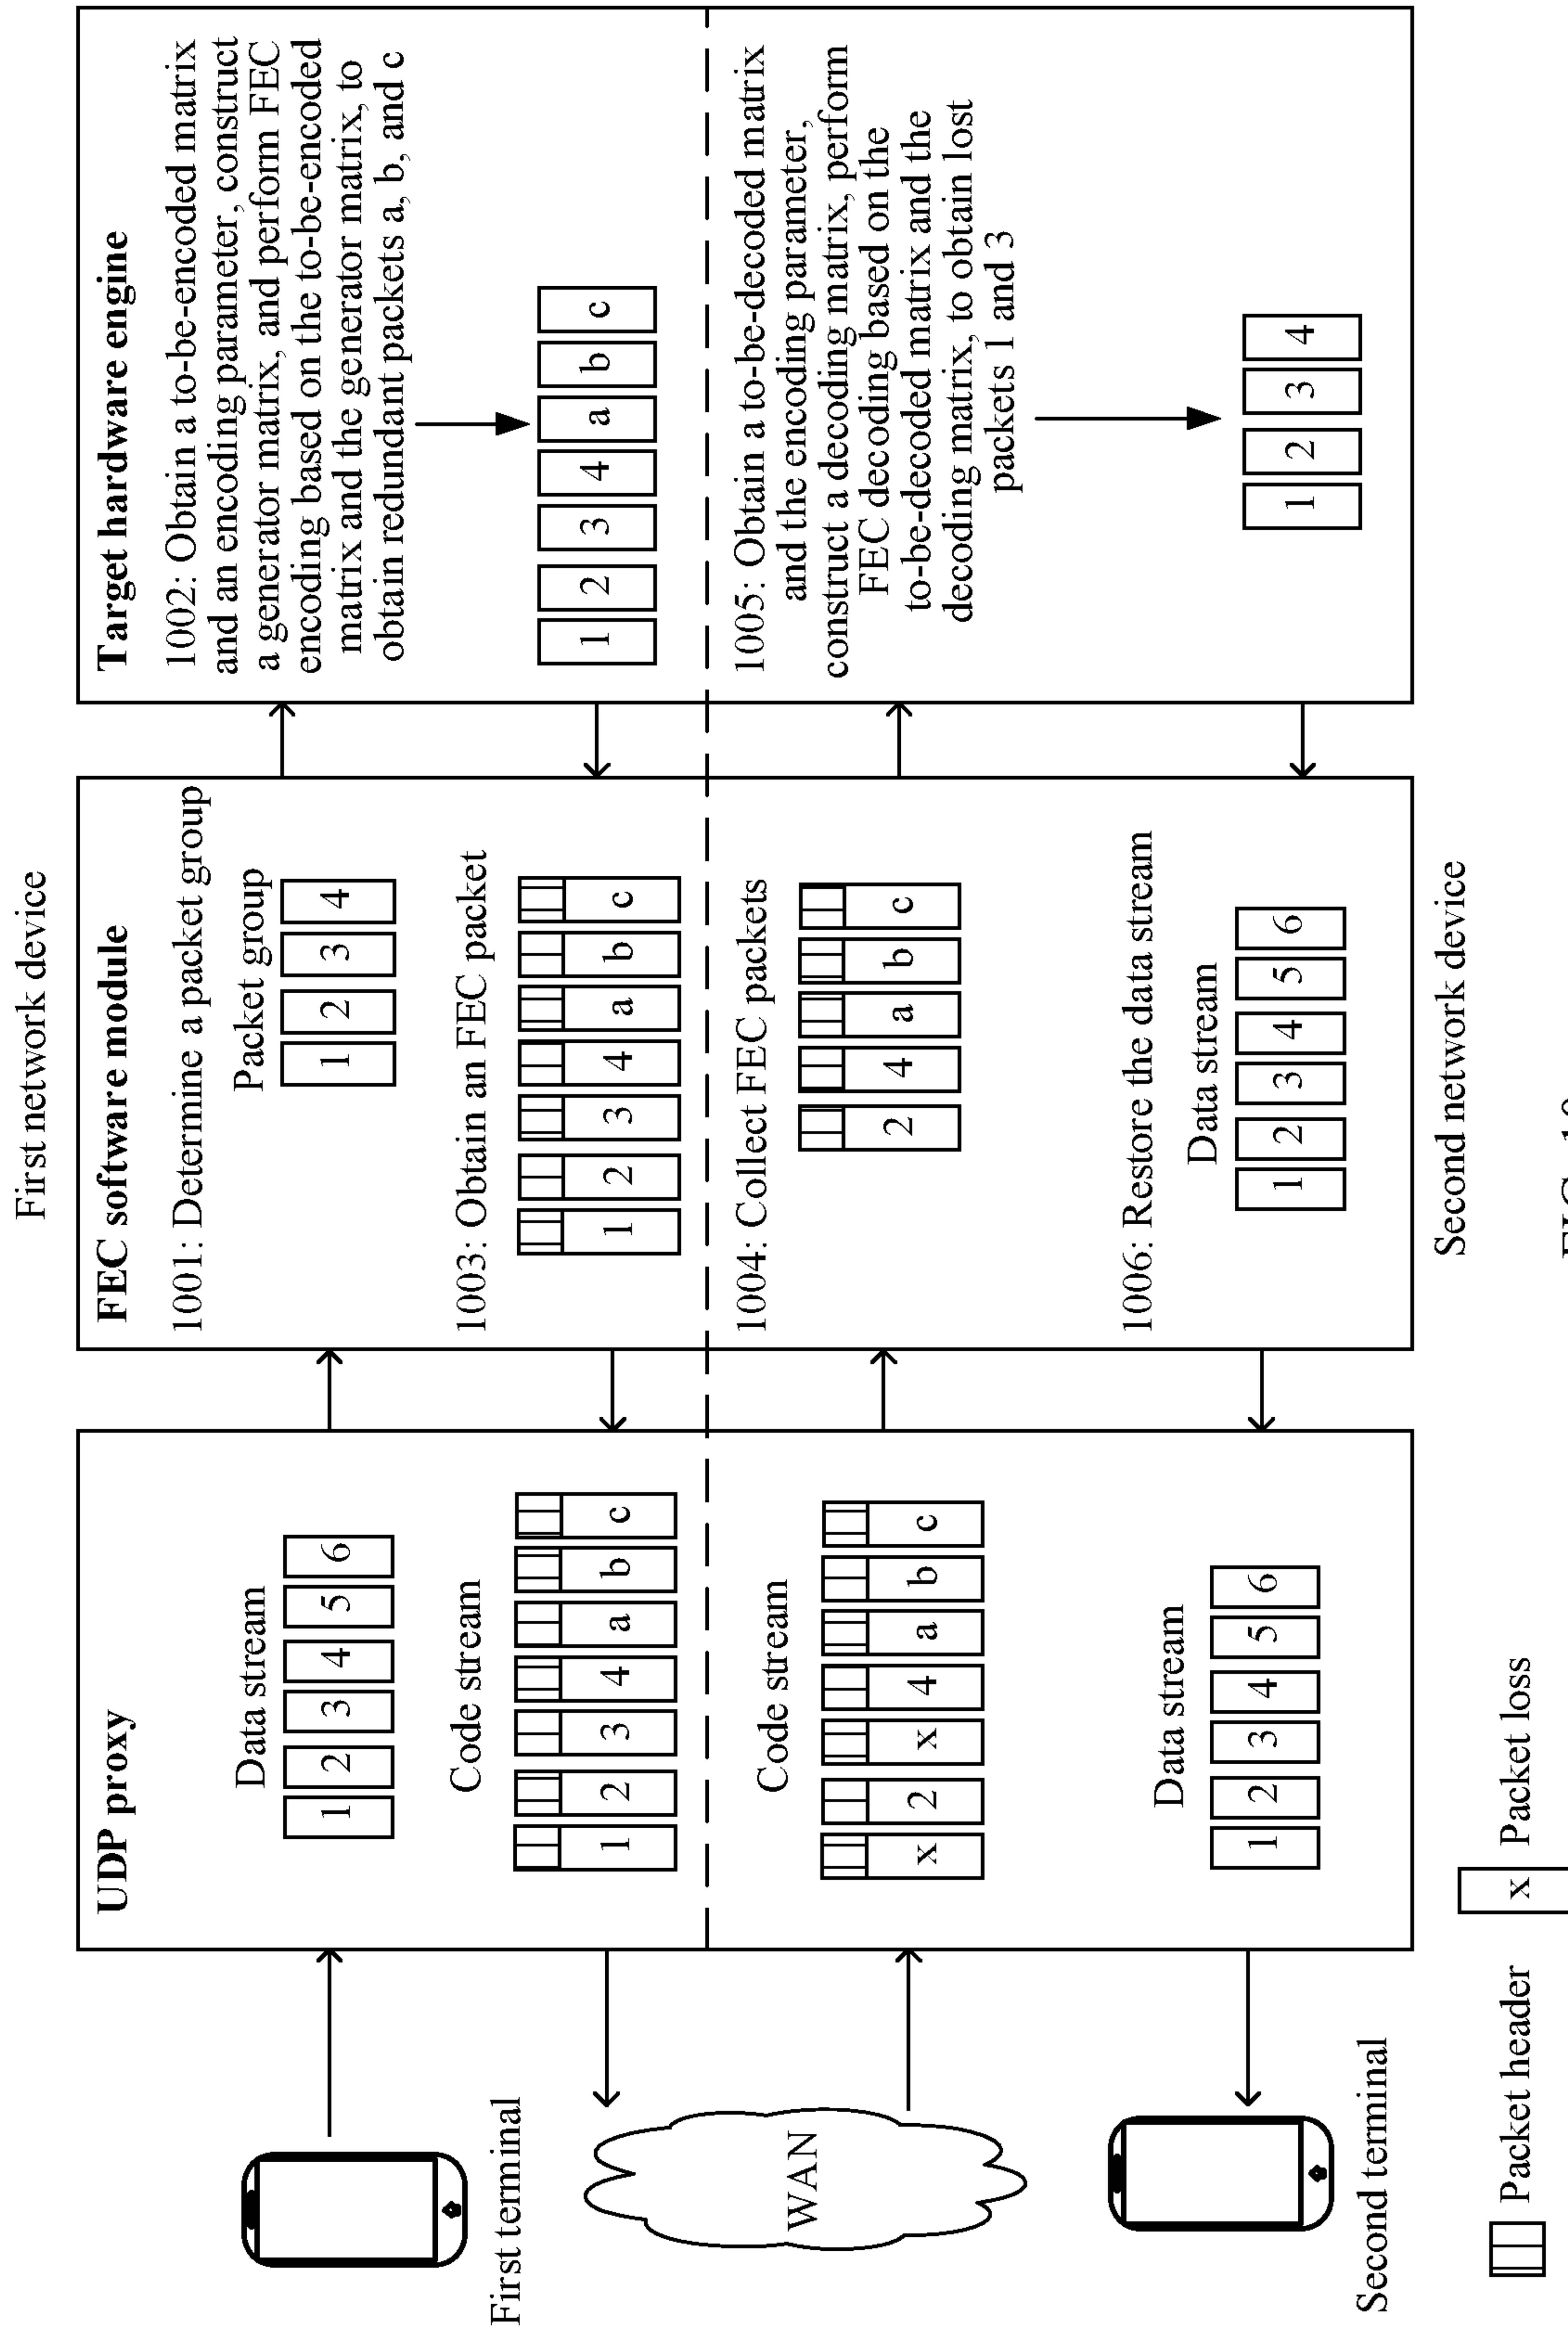 First network device
UDP proxy
FEC software module
Target hardware engine
First terminal
Data stream
1 2 3 4 5 6
Code stream
1 2 3 4 a b c
1001: Determine a packet group
Packet group
1 2 3 4
1003: Obtain an FEC packet
1 2 3 4 a b c
1002: Obtain a to-be-encoded matrix
and an encoding parameter, construct
a generator matrix, and perform FEC
encoding based on the to-be-encoded
matrix and the generator matrix, to
obtain redundant packets a, b, and c
1 2 3 4 a b c
WAN
Code stream
x 2 x 4 a b c
Data stream
1 2 3 4 5 6
1004: Collect FEC packets
2 4 a b c
1006: Restore the data stream
Data stream
1 2 3 4 5 6
1005: Obtain a to-be-decoded matrix
and the encoding parameter,
construct a decoding matrix, perform
FEC decoding based on the
to-be-decoded matrix and the
decoding matrix, to obtain lost
packets 1 and 3
1 2 3 4
Second terminal
Second network device
Packet header
x Packet loss